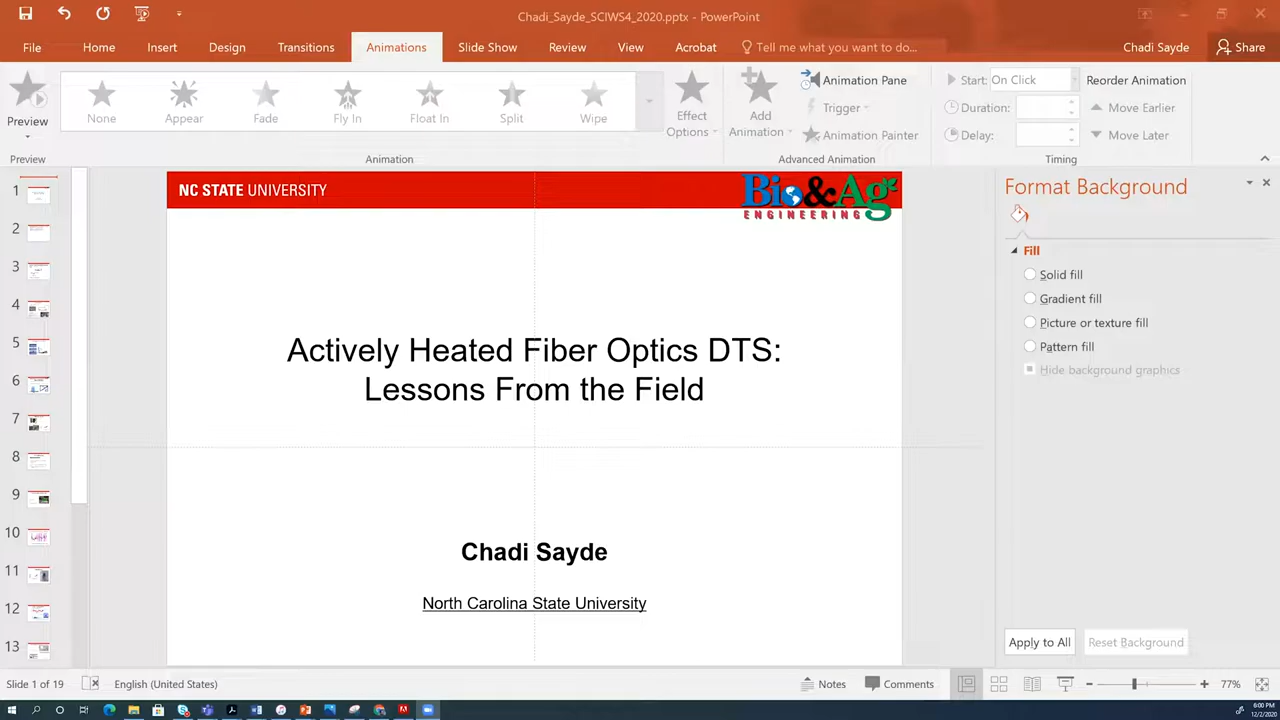 Chadi_Sayde_SCIWS4_2020.pptx - PowerPoint
File Home Insert Design Transitions Animations Slide Show Review View Acrobat Tell me what you want to do... Chadi Sayde Share
Preview
None Appear Fade Fly In Float In Split Wipe
Effect Options
Add Animation
Animation Pane
Trigger
Animation Painter
Start: On Click
Duration:
Delay:
Reorder Animation
Move Earlier
Move Later
Preview Animation Advanced Animation Timing
1
2
3
4
5
6
7
8
9
10
11
12
13
NC STATE UNIVERSITY
Bio&Ag
ENGINEERING
Actively Heated Fiber Optics DTS:
Lessons From the Field
Chadi Sayde
North Carolina State University
Format Background
Fill
Solid fill
Gradient fill
Picture or texture fill
Pattern fill
Hide background graphics
Apply to All Reset Background
Slide 1 of 19 English (United States) Notes Comments 77%
6:00 PM
12/2/2020